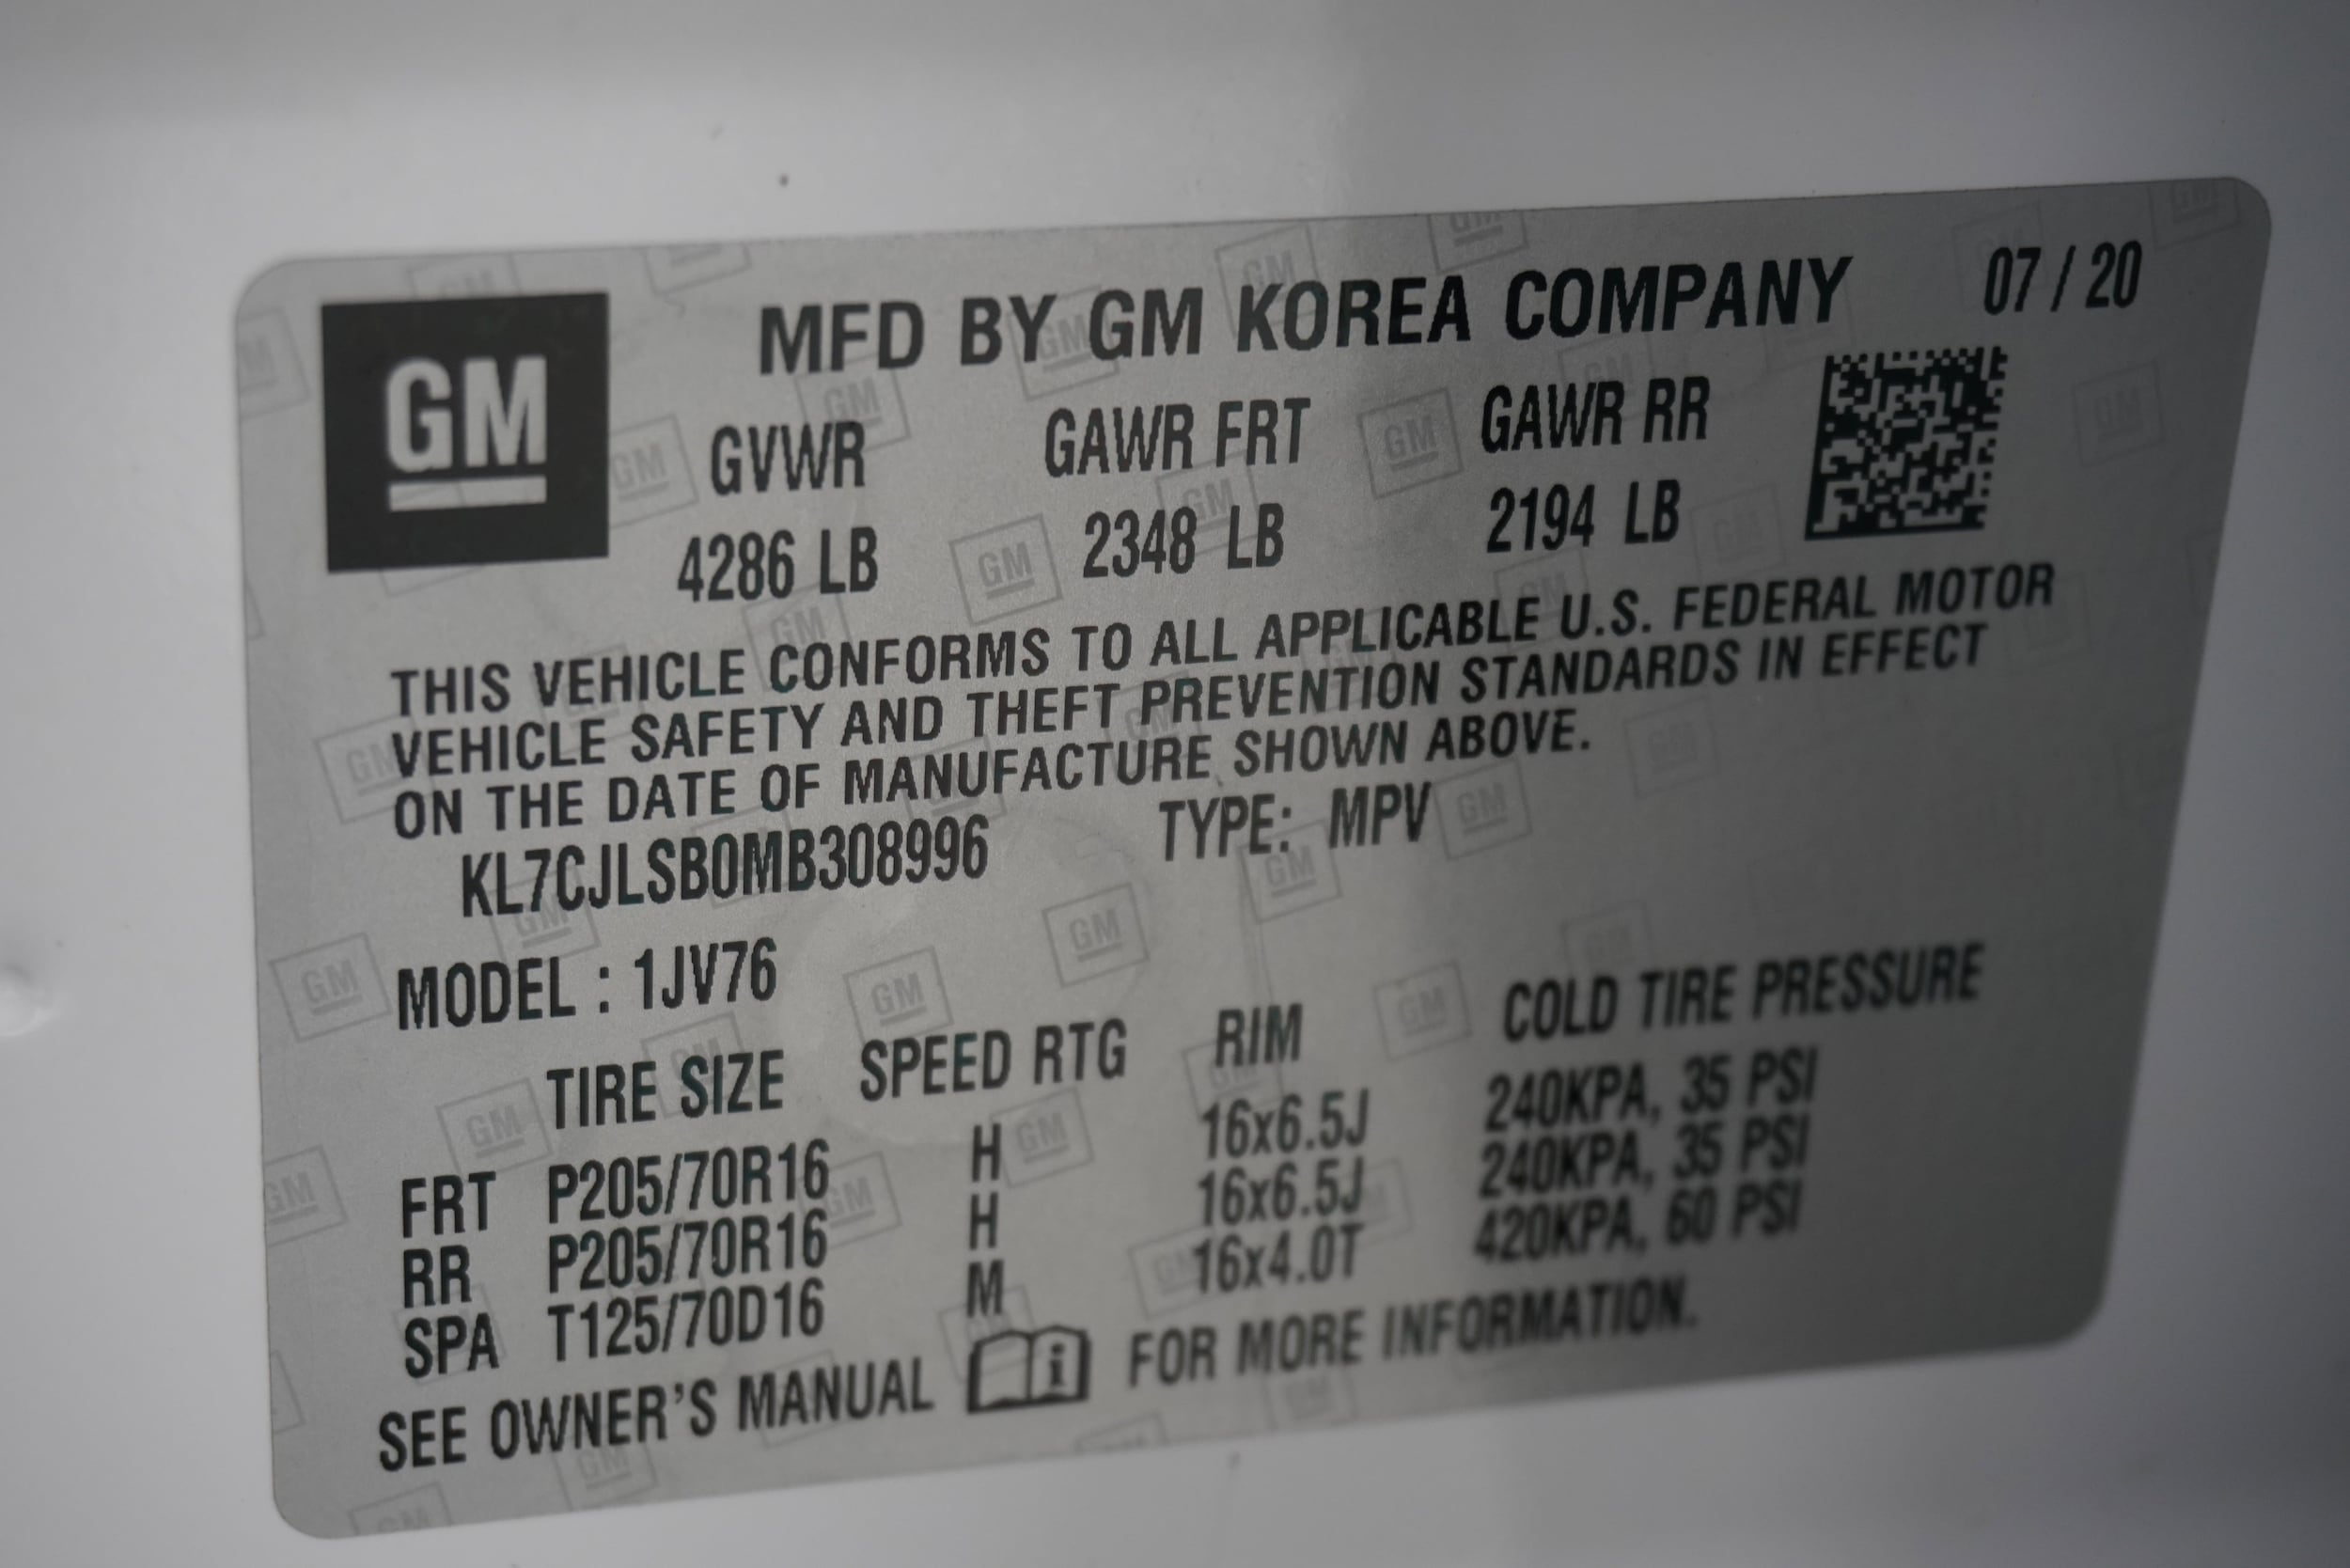 GM
MFD BY GM KOREA COMPANY 07 / 20
GVWR GAWR FRT GAWR RR
4286 LB 2348 LB 2194 LB
THIS VEHICLE CONFORMS TO ALL APPLICABLE U.S. FEDERAL MOTOR
VEHICLE SAFETY AND THEFT PREVENTION STANDARDS IN EFFECT
ON THE DATE OF MANUFACTURE SHOWN ABOVE.
KL7CJLSB0MB308996 TYPE: MPV
MODEL : 1JV76
TIRE SIZE SPEED RTG RIM COLD TIRE PRESSURE
FRT P205/70R16 H 16x6.5J 240KPA, 35 PSI
RR P205/70R16 H 16x6.5J 240KPA, 35 PSI
SPA T125/70D16 M 16x4.0T 420KPA, 60 PSI
SEE OWNER'S MANUAL i FOR MORE INFORMATION.